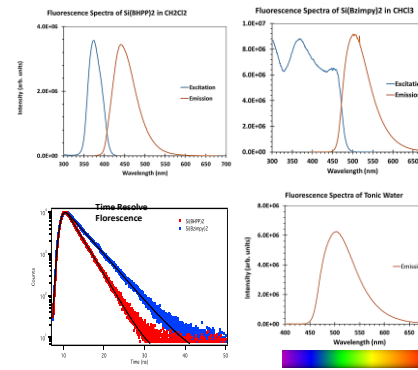 Fluorescence Spectra of Si(BHPP)2 in CH2Cl2
4.0E+06
2.0E+06
0.0E+00
Intensity (arb. units)
300 350 400 450 500 550 600 650 700
Wavelength (nm)
Excitation
Emission
Fluorescence Spectra of Si(Bzimpy)2 in CHCl3
1.0E+07
8.0E+06
6.0E+06
4.0E+06
2.0E+06
0.0E+00
Intensity (arb. units)
300 350 400 450 500 550 600 650
Wavelength (nm)
Excitati
Emission
Time Resolve
Florescence
Si(BHPP)2
Si(Bzimpy)2
Counts
10 20 30 40 50
Time (ns)
Fluorescence Spectra of Tonic Water
8.0E+06
6.0E+06
4.0E+06
2.0E+06
0.0E+00
Intensity (arb. units)
400 450 500 550 600 650
Wavelength (nm)
Emissi